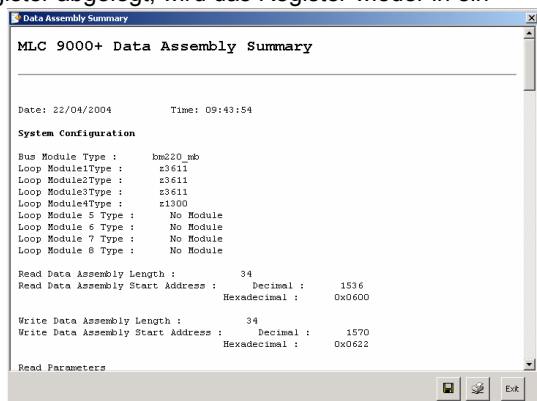 gister abgelegt, wird das Register wieder in ein
Data Assembly Summary
MLC 9000+ Data Assembly Summary
Date: 22/04/2004 Time: 09:43:54
System Configuration
Bus Module Type : bm220_mb
Loop Module1Type : z3611
Loop Module2Type : z3611
Loop Module3Type : z3611
Loop Module4Type : z1300
Loop Module 5 Type : No Module
Loop Module 6 Type : No Module
Loop Module 7 Type : No Module
Loop Module 8 Type : No Module
Read Data Assembly Length : 34
Read Data Assembly Start Address : Decimal : 1536
Hexadecimal : 0x0600
Write Data Assembly Length : 34
Write Data Assembly Start Address : Decimal : 1570
Hexadecimal : 0x0622
Read Parameters
Exit